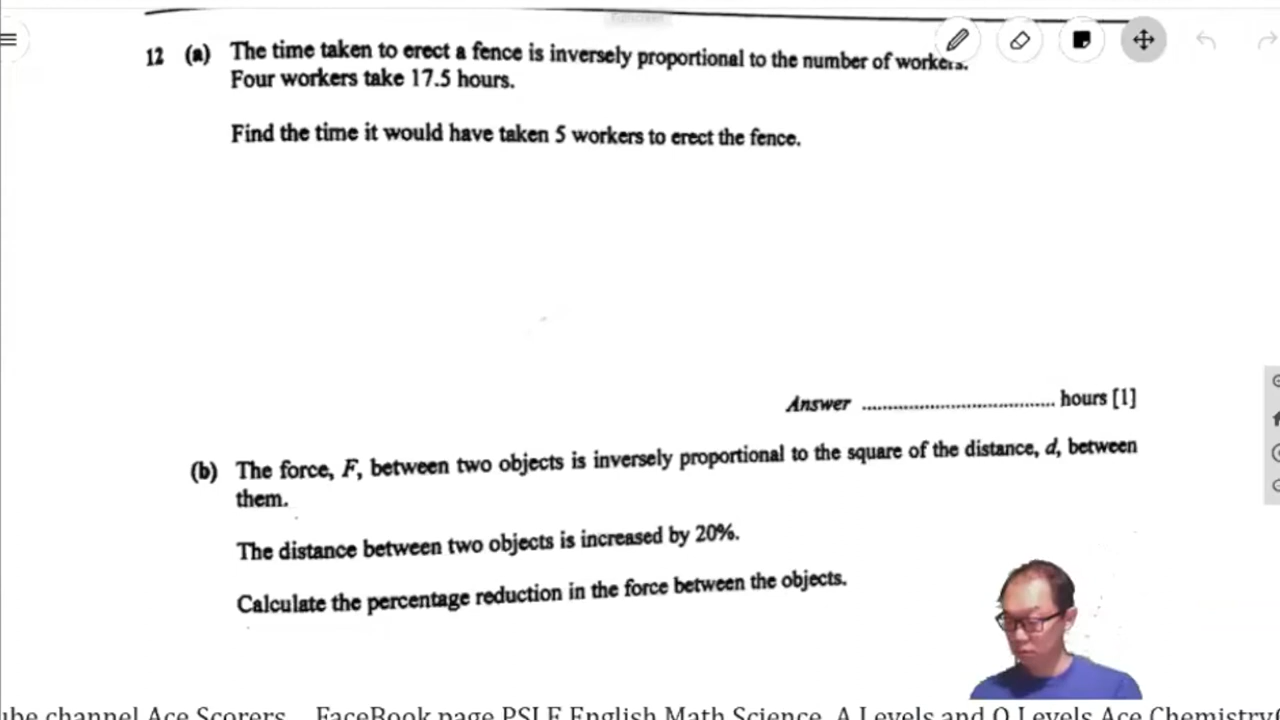 12 (a) The time taken to erect a fence is inversely proportional to the number of workers.
Four workers take 17.5 hours.
Find the time it would have taken 5 workers to erect the fence.
Answer ...................................... hours [1]
(b) The force, F, between two objects is inversely proportional to the square of the distance, d, between
them.
The distance between two objects is increased by 20%.
Calculate the percentage reduction in the force between the objects.
channel Ace Scorers FaceBook page PSLE English Math Science, A Levels and O Levels Ace Chemistry